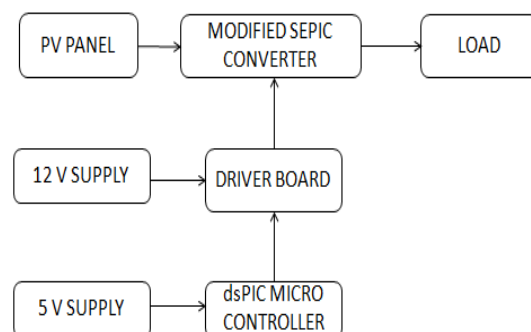 PV PANEL
MODIFIED SEPIC
CONVERTER
LOAD
12 V SUPPLY
DRIVER BOARD
5 V SUPPLY
dsPIC MICRO
CONTROLLER